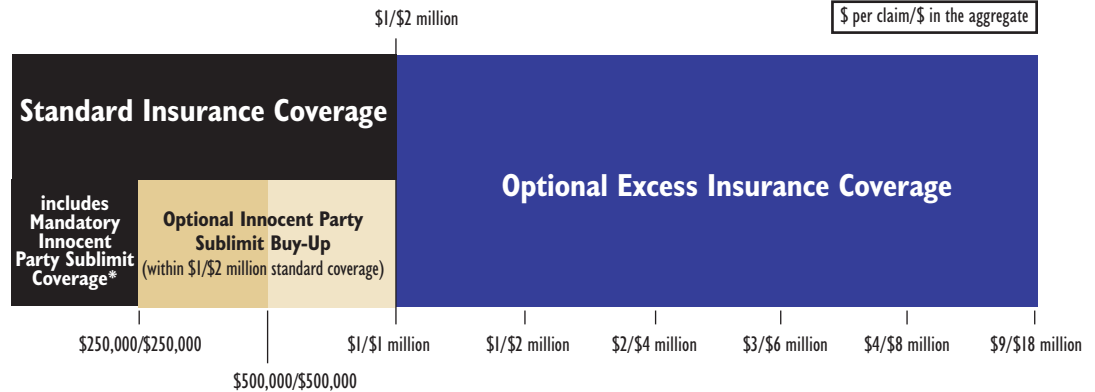 $1/$2 million
$ per claim/$ in the aggregate
Standard Insurance Coverage
Optional Excess Insurance Coverage
includes
Mandatory
Innocent
Party Sublimit
Coverage*
Optional Innocent Party
Sublimit Buy-Up
(within $1/$2 million standard coverage)
$250,000/$250,000
$500,000/$500,000
$1/$1 million
$1/$2 million
$2/$4 million
$3/$6 million
$4/$8 million
$9/$18 million